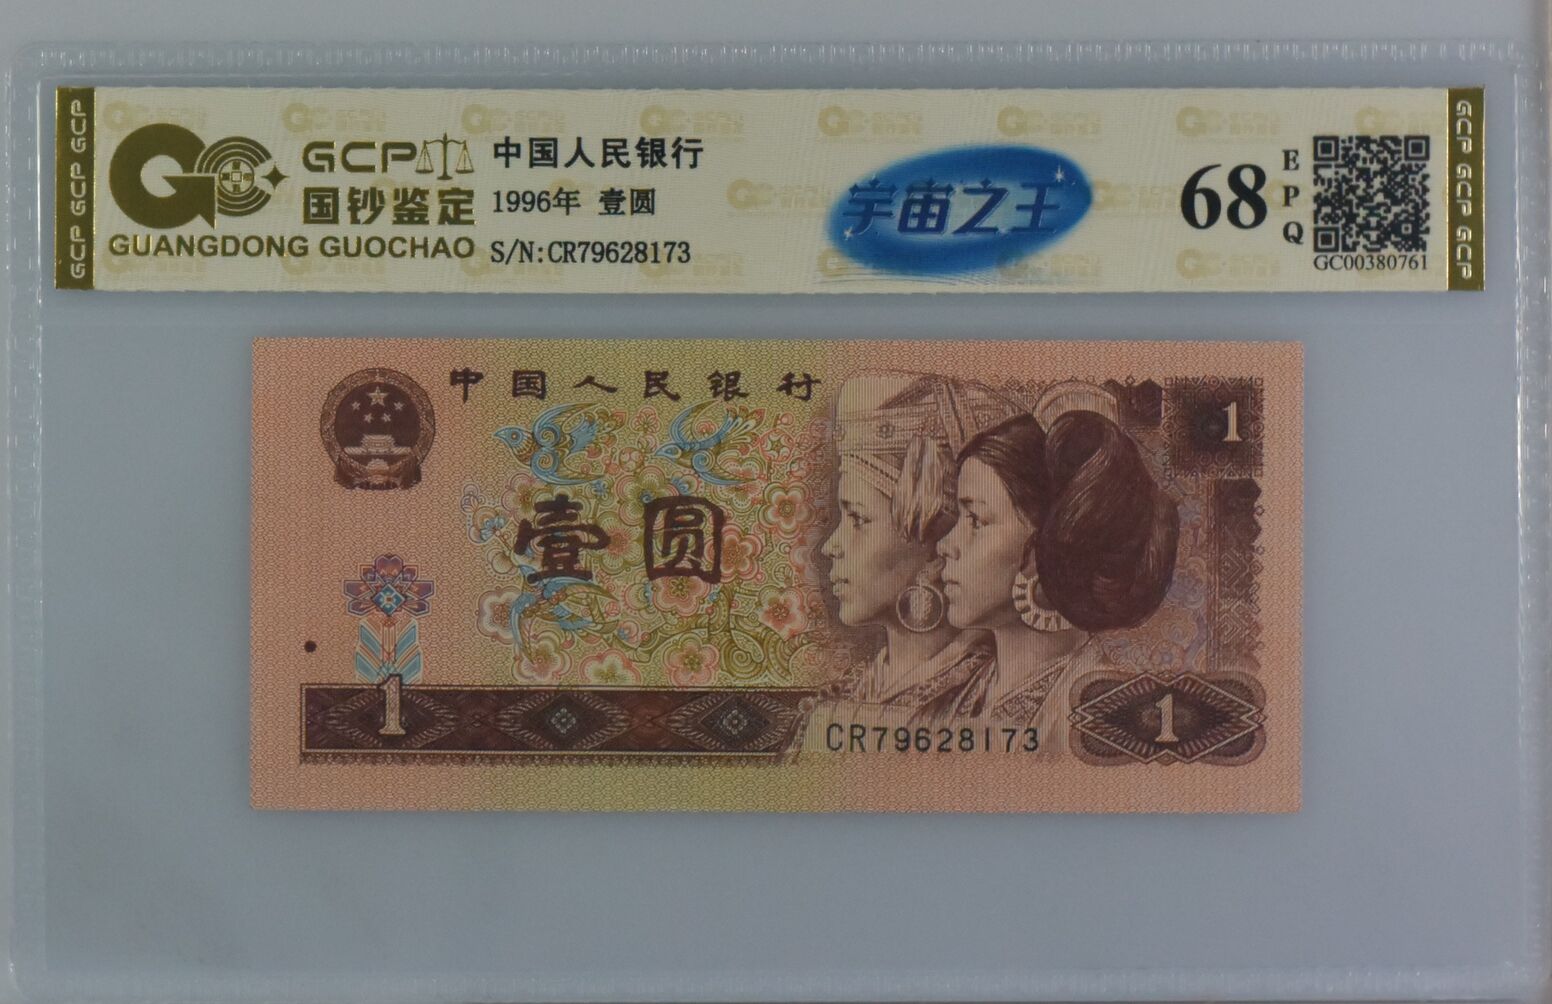 GCP GCP GCP
GCP
国钞鉴定
GUANGDONG GUOCHAO
中国人民银行
1996年 壹圆
S/N:CR79628173
宇宙之王
68
EPQ
GC00380761
GCP GCP GCP
中国人民银行
1
壹圆
1
CR79628173
1